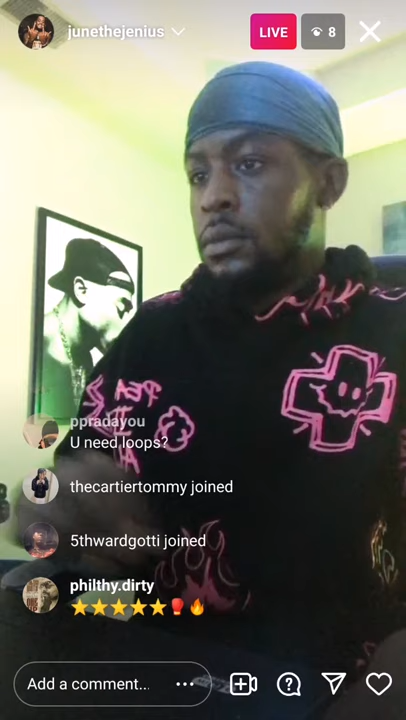 junethejenius
LIVE
8
ppradayou
U need loops?
thecartiertommy joined
5thwardgotti joined
philthy.dirty
⭐⭐⭐⭐⭐🥊🔥
Add a comment...